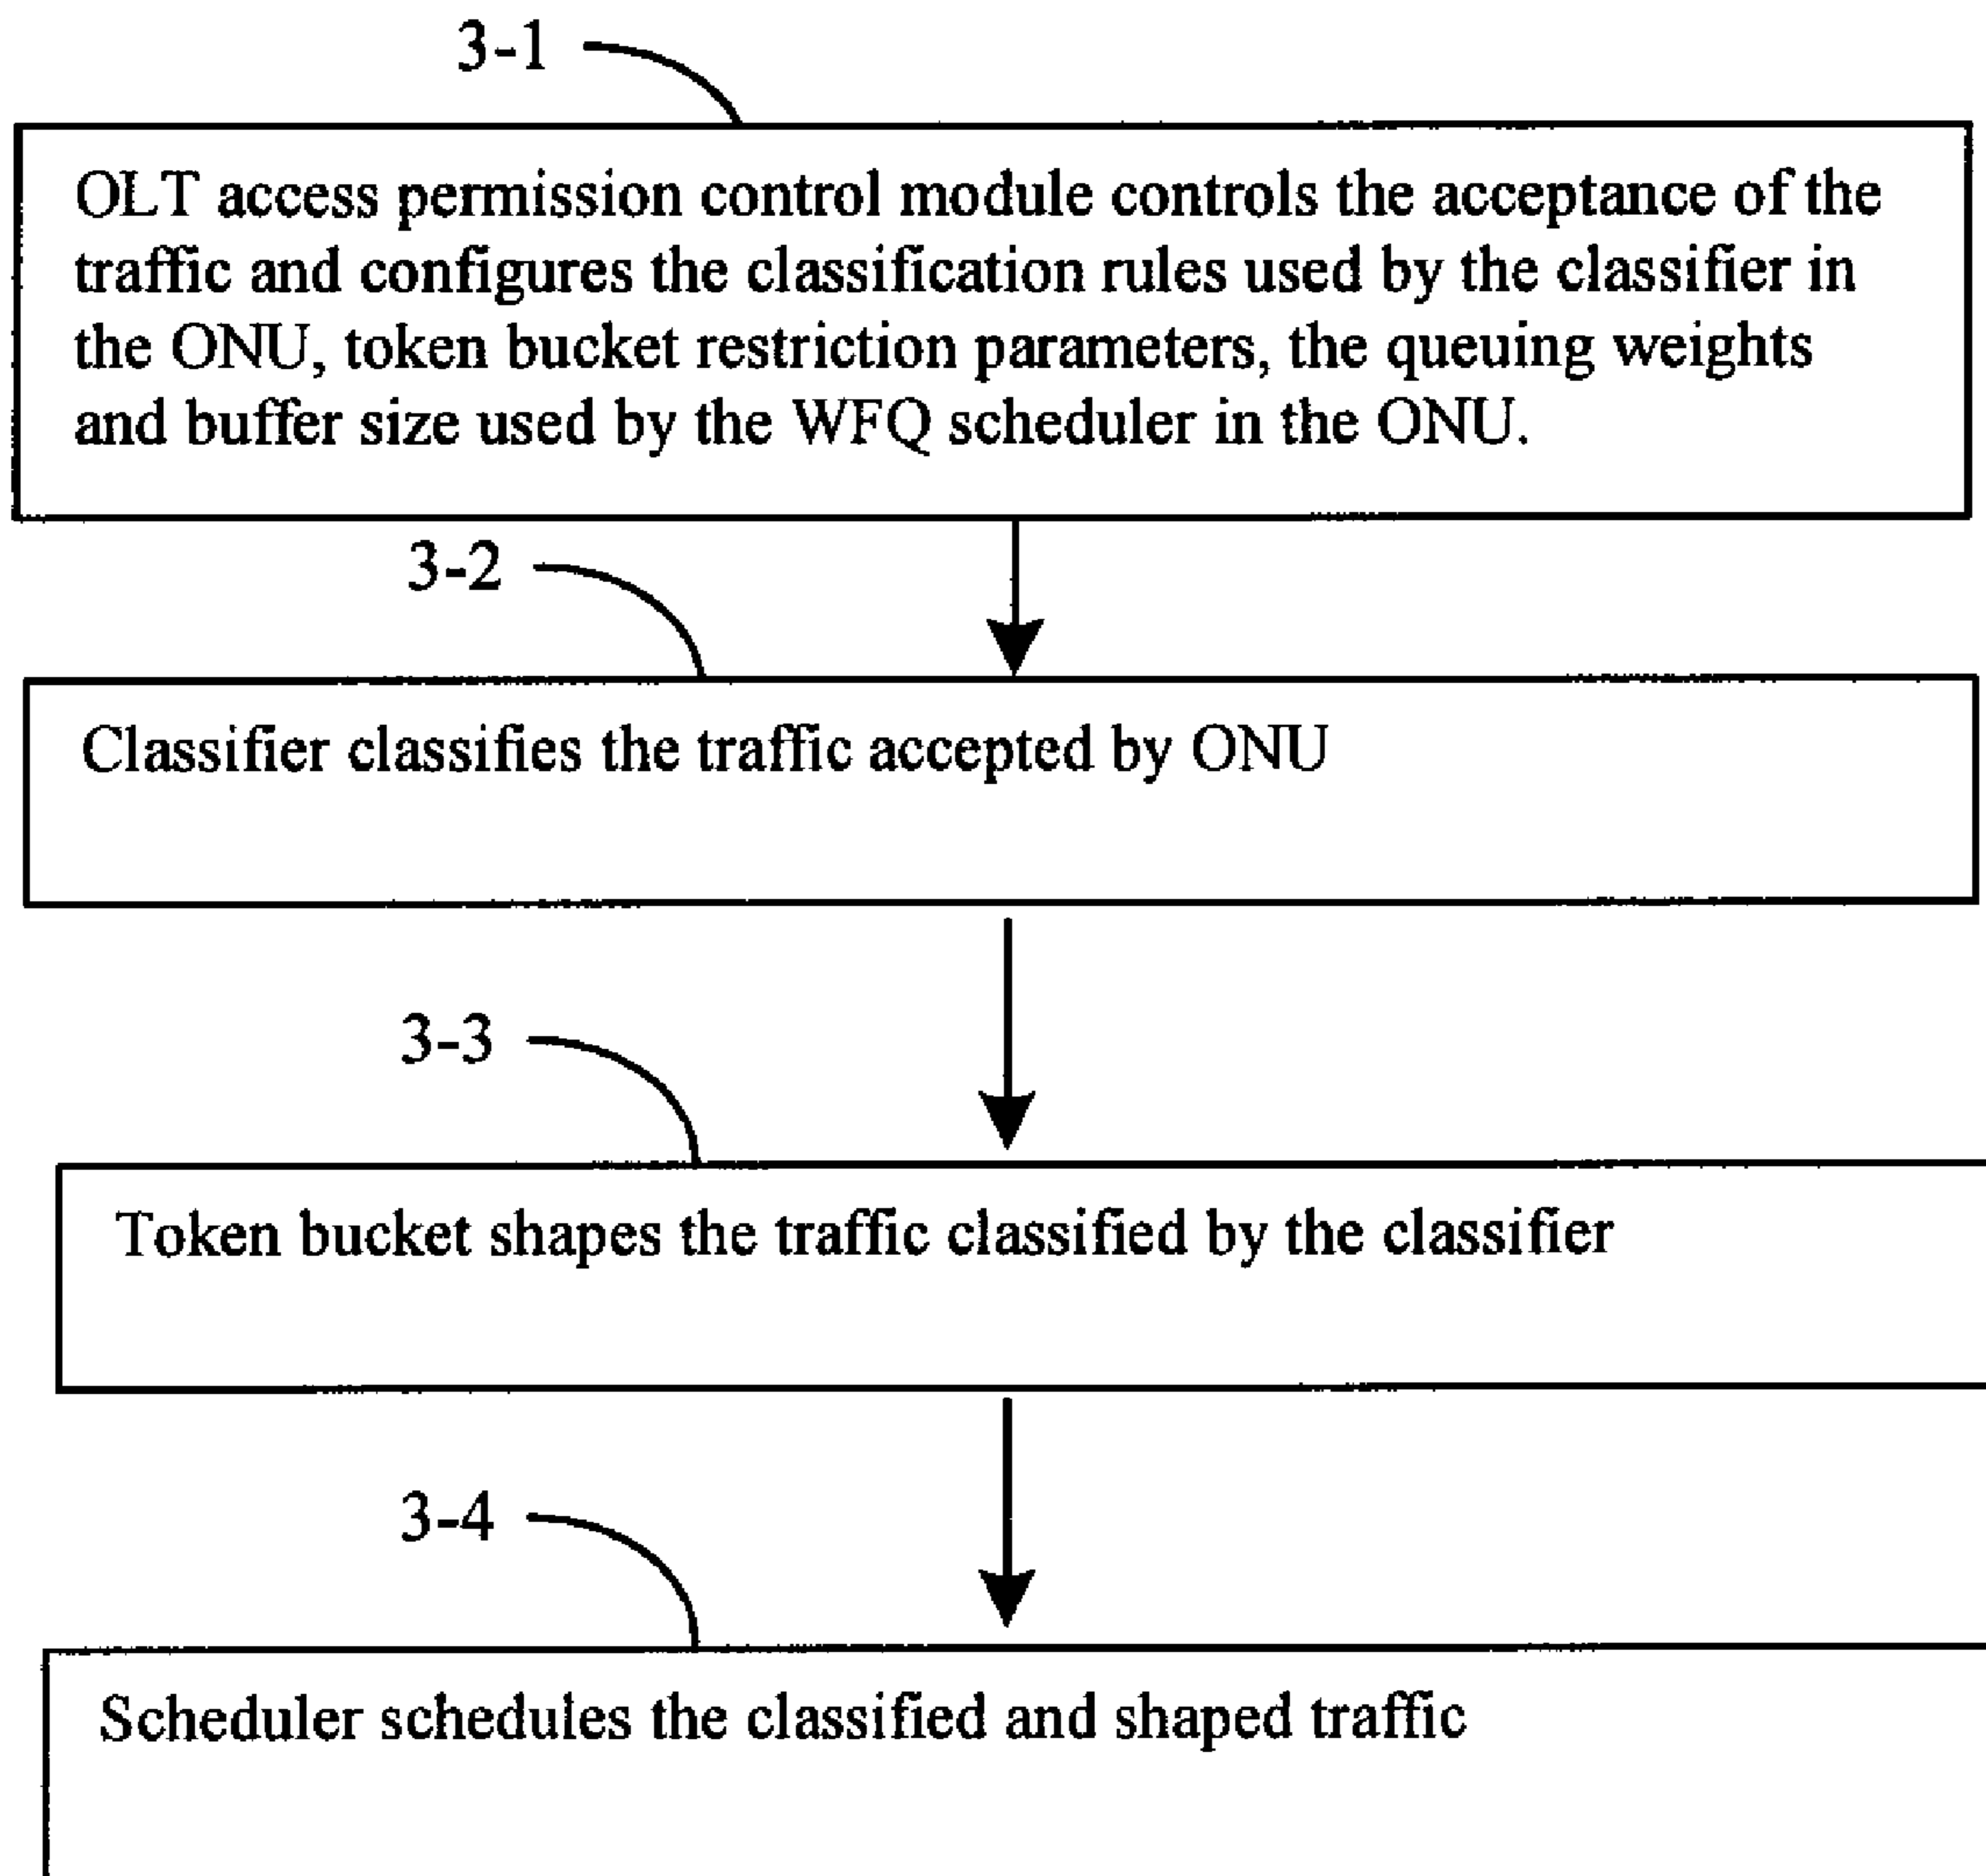 3-1
OLT access permission control module controls the acceptance of the
traffic and configures the classification rules used by the classifier in
the ONU, token bucket restriction parameters, the queuing weights
and buffer size used by the WFQ scheduler in the ONU.
3-2
Classifier classifies the traffic accepted by ONU
3-3
Token bucket shapes the traffic classified by the classifier
3-4
Scheduler schedules the classified and shaped traffic